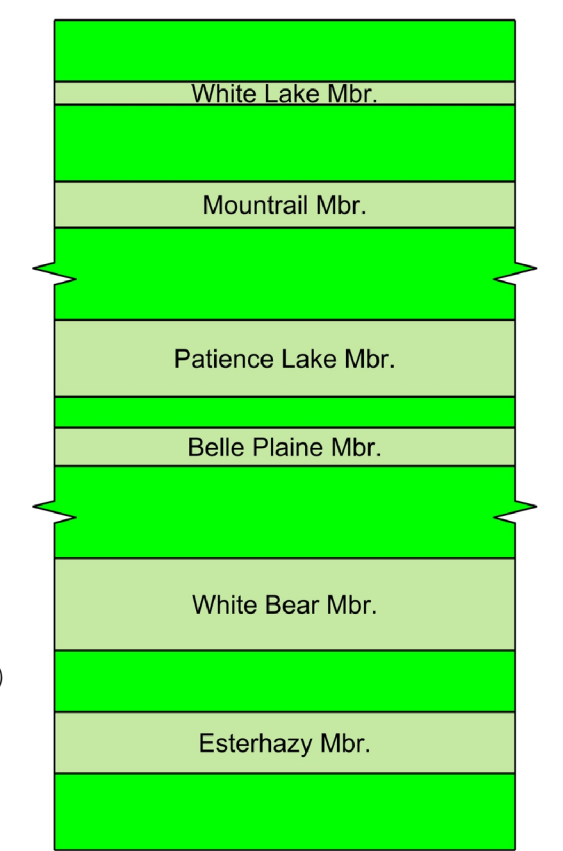 White Lake Mbr.
Mountrail Mbr.
Patience Lake Mbr.
Belle Plaine Mbr.
White Bear Mbr.
)
Esterhazy Mbr.